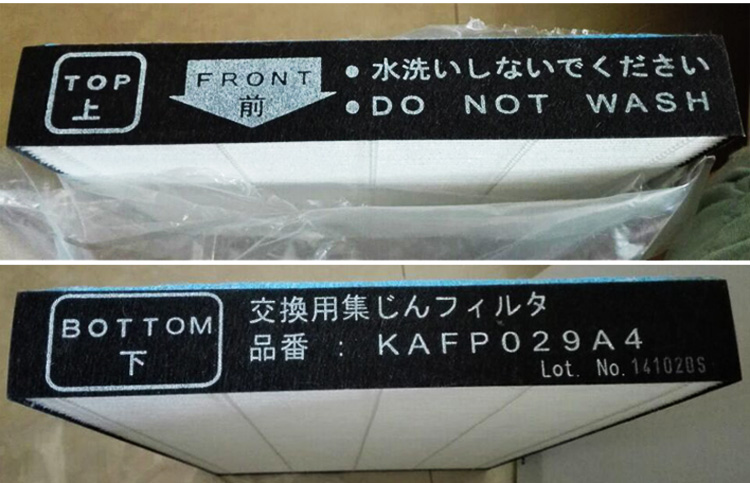 TOP
上
FRONT
前
• 水洗いしないでください
• DO NOT WASH
BOTTOM
下
交換用集じんフィルタ
品番 : KAFP029A4
Lot. No. 141020S